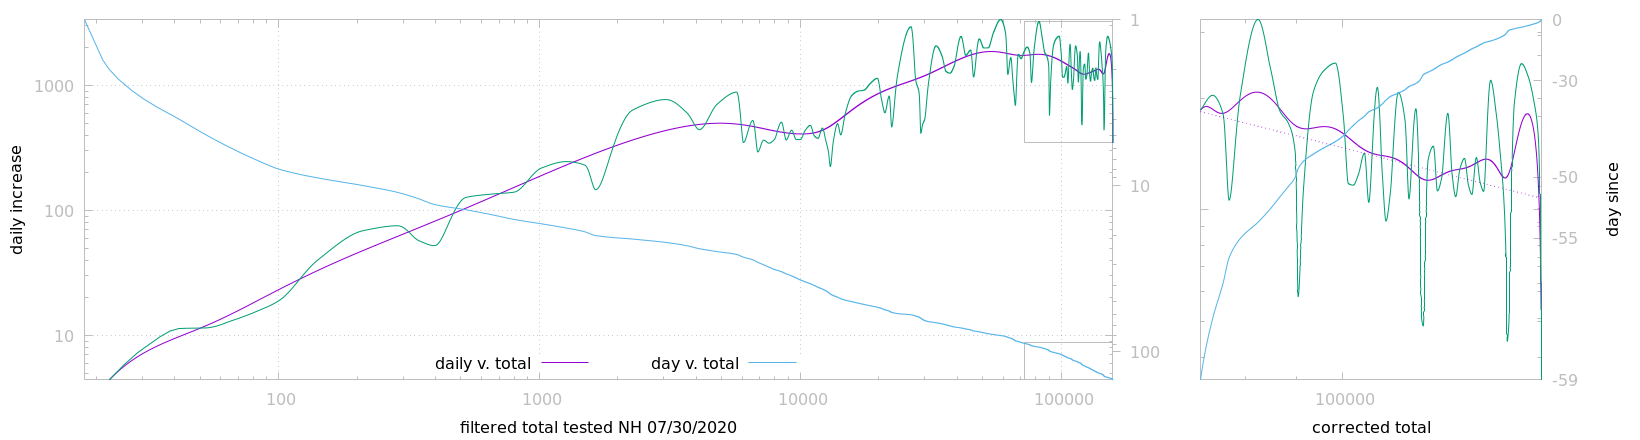 1000
100
10
daily increase
daily v. total
day v. total
100
1000
10000
100000
filtered total tested NH 07/30/2020
1
10
100
0
-30
-50
-55
-59
day since
100000
corrected total